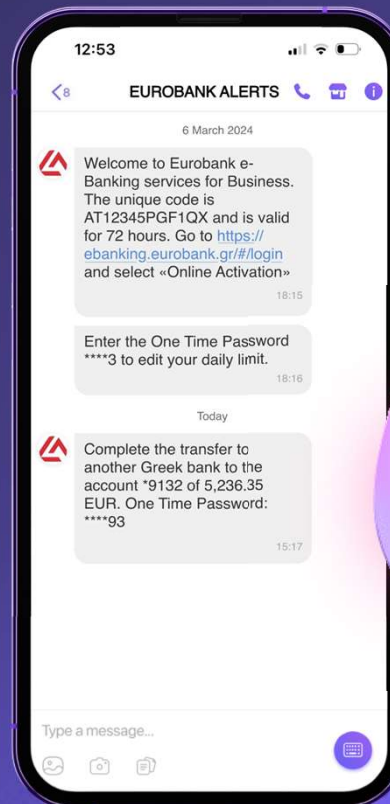 12:53
8
EUROBANK ALERTS
6 March 2024
Welcome to Eurobank e-
Banking services for Business.
The unique code is
AT12345PGF1QX and is valid
for 72 hours. Go to https://
ebanking.eurobank.gr/#/login
and select «Online Activation»
18:15
Enter the One Time Password
****3 to edit your daily limit.
18:16
Today
Complete the transfer to
another Greek bank to the
account *9132 of 5,236.35
EUR. One Time Password:
****93
15:17
Type a message...